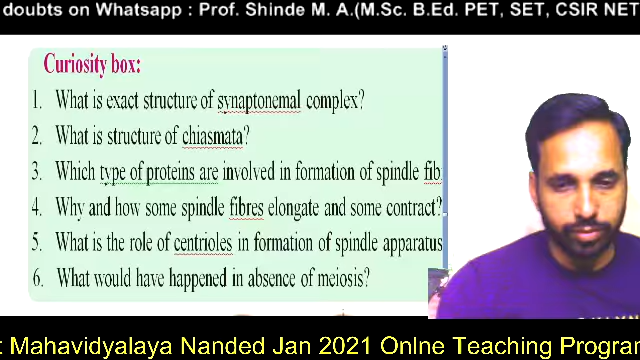 doubts on Whatsapp : Prof. Shinde M. A.(M.Sc. B.Ed. PET, SET, CSIR NET
Curiosity box:
1. What is exact structure of synaptonemal complex?
2. What is structure of chiasmata?
3. Which type of proteins are involved in formation of spindle fib
4. Why and how some spindle fibres elongate and some contract?
5. What is the role of centrioles in formation of spindle apparatus
6. What would have happened in absence of meiosis?
: Mahavidyalaya Nanded Jan 2021 Onlne Teaching Program